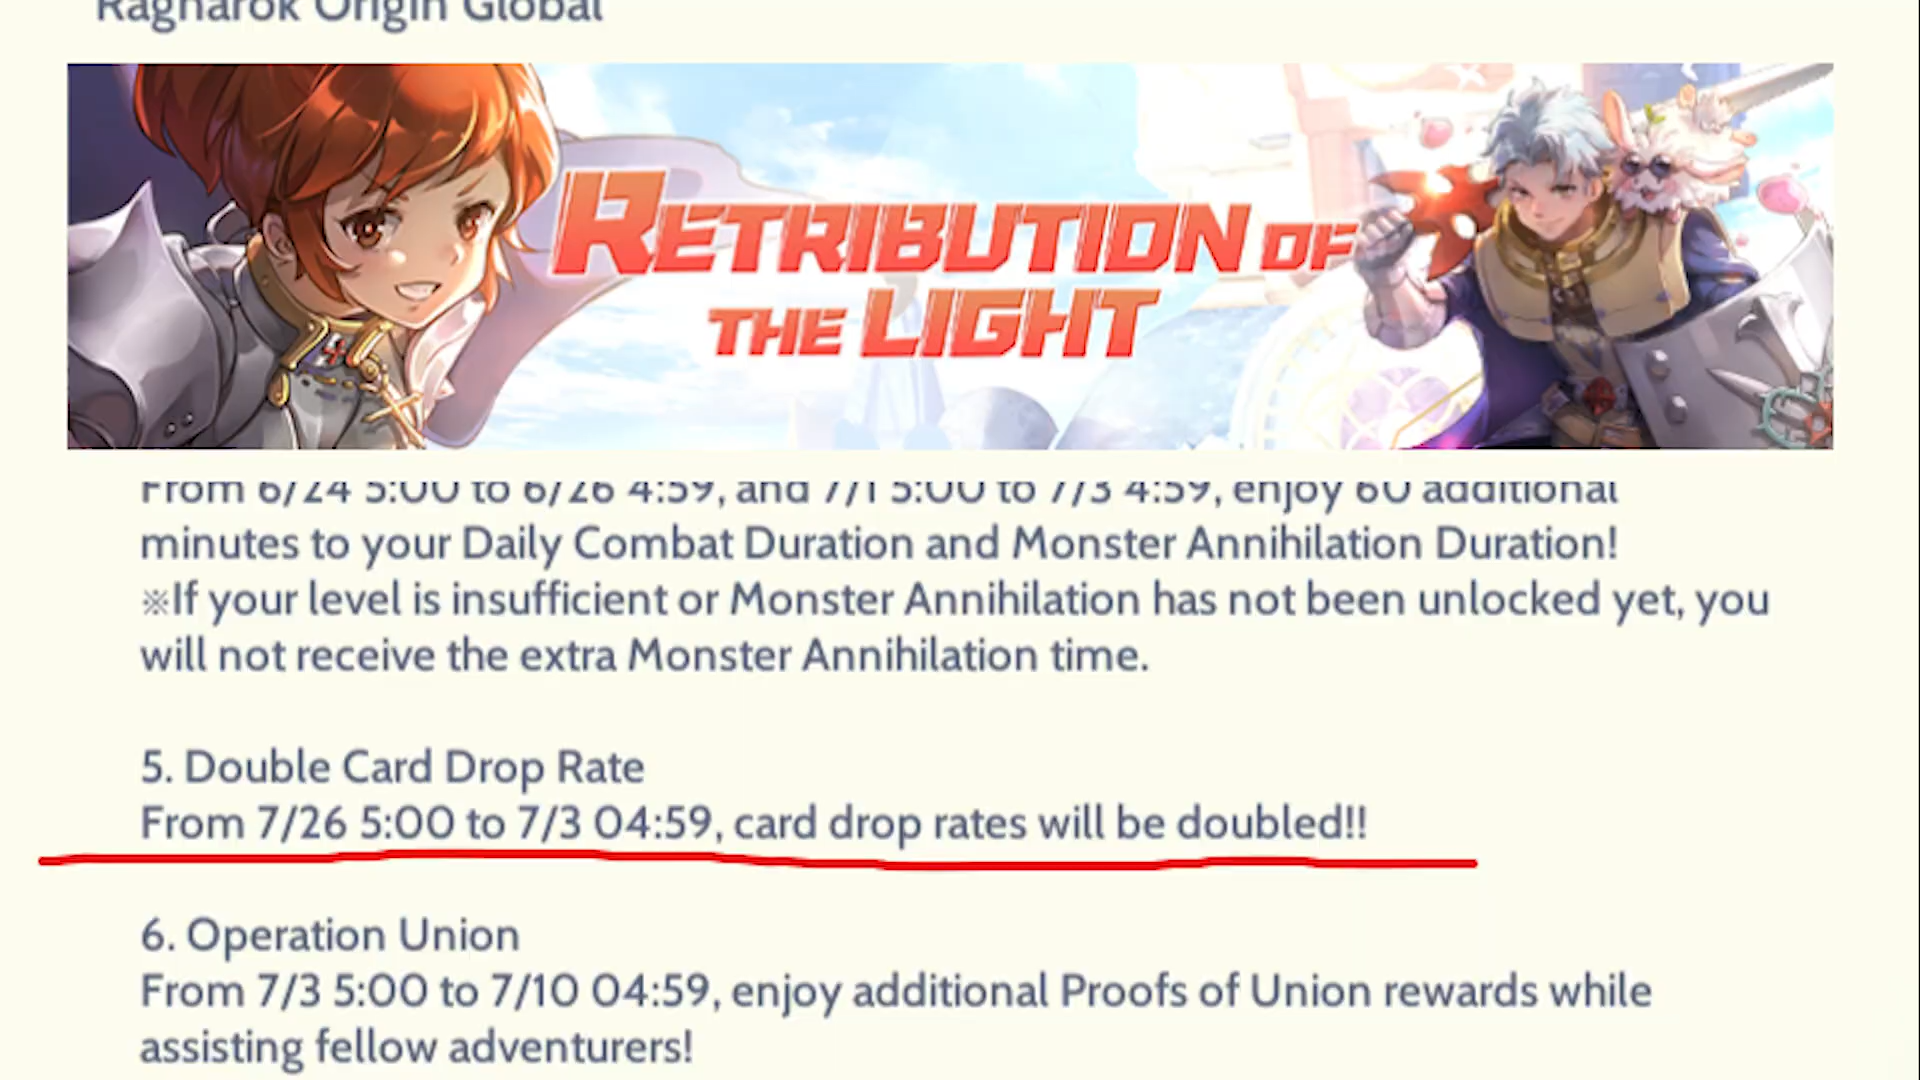 Ragnarok Origin Global
RETRIBUTION OF
THE LIGHT
From 6/24 5:00 to 6/26 4:59, and 7/1 5:00 to 7/3 4:59, enjoy 60 additional
minutes to your Daily Combat Duration and Monster Annihilation Duration!
※If your level is insufficient or Monster Annihilation has not been unlocked yet, you
will not receive the extra Monster Annihilation time.
5. Double Card Drop Rate
From 7/26 5:00 to 7/3 04:59, card drop rates will be doubled!!
6. Operation Union
From 7/3 5:00 to 7/10 04:59, enjoy additional Proofs of Union rewards while
assisting fellow adventurers!